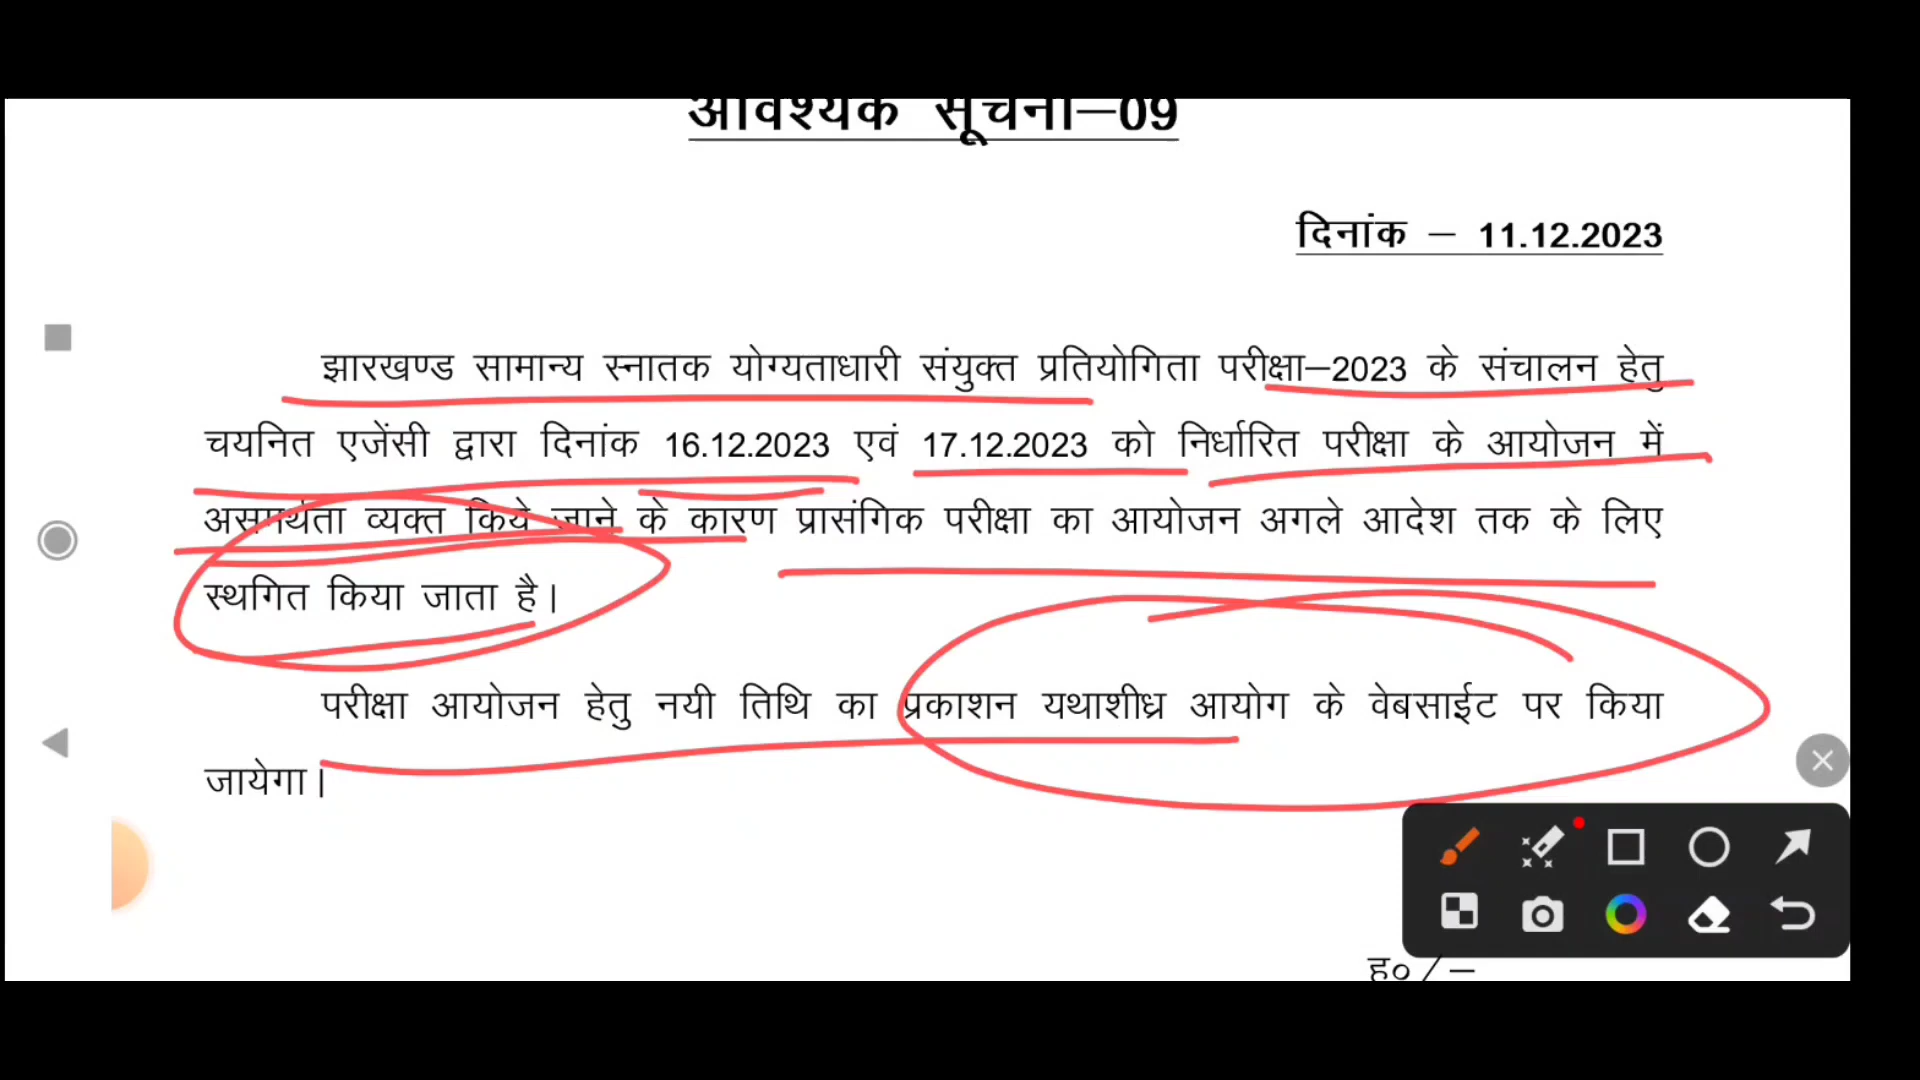 आवश्यक सूचना–09
दिनांक – 11.12.2023
झारखण्ड सामान्य स्नातक योग्यताधारी संयुक्त प्रतियोगिता परीक्षा–2023 के संचालन हेतु
चयनित एजेंसी द्वारा दिनांक 16.12.2023 एवं 17.12.2023 को निर्धारित परीक्षा के आयोजन में
असमर्थता व्यक्त किये जाने के कारण प्रासंगिक परीक्षा का आयोजन अगले आदेश तक के लिए
स्थगित किया जाता है।
परीक्षा आयोजन हेतु नयी तिथि का प्रकाशन यथाशीघ्र आयोग के वेबसाईट पर किया
जायेगा।
ह०/–